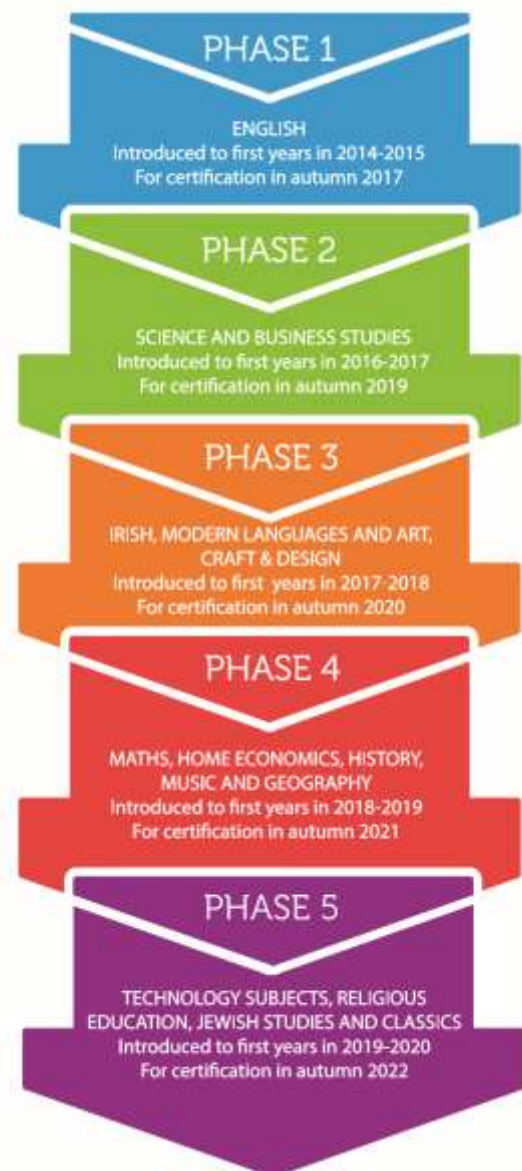 PHASE 1
ENGLISH
Introduced to first years in 2014-2015
For certification in autumn 2017
PHASE 2
SCIENCE AND BUSINESS STUDIES
Introduced to first years in 2016-2017
For certification in autumn 2019
PHASE 3
IRISH, MODERN LANGUAGES AND ART,
CRAFT & DESIGN
Introduced to first years in 2017-2018
For certification in autumn 2020
PHASE 4
MATHS, HOME ECONOMICS, HISTORY,
MUSIC AND GEOGRAPHY
Introduced to first years in 2018-2019
For certification in autumn 2021
PHASE 5
TECHNOLOGY SUBJECTS, RELIGIOUS
EDUCATION, JEWISH STUDIES AND CLASSICS
Introduced to first years in 2019-2020
For certification in autumn 2022